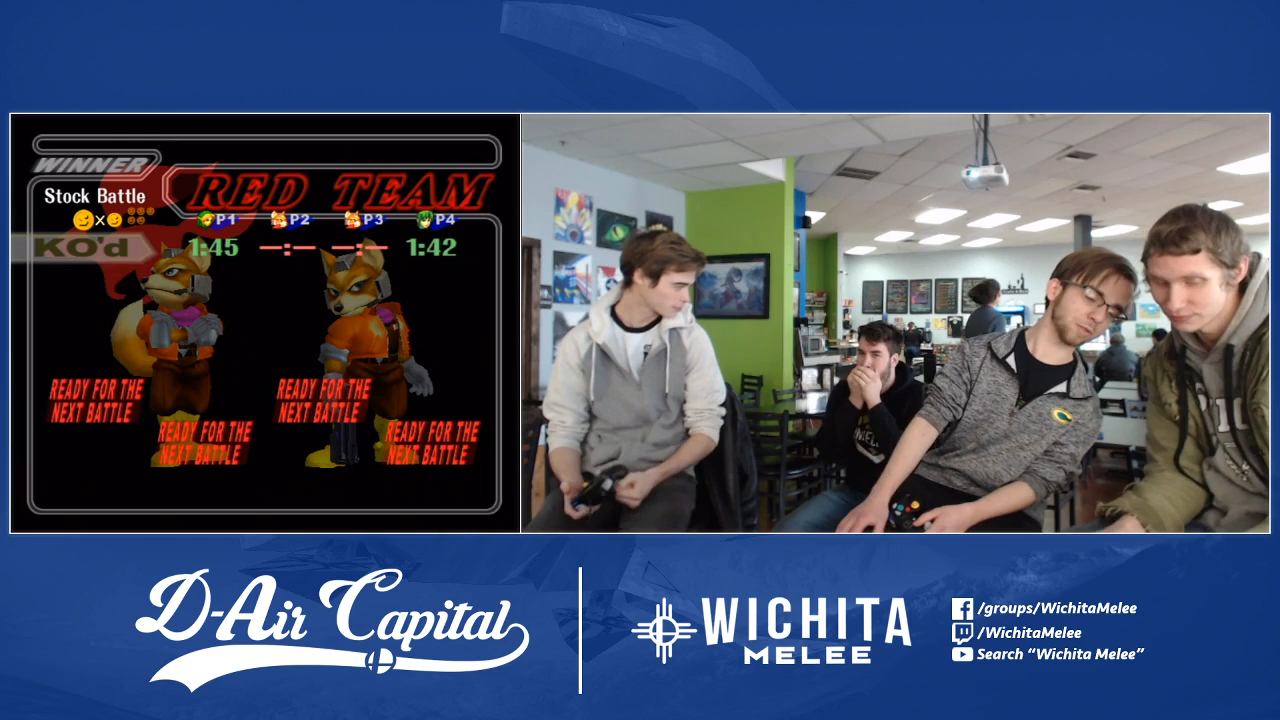 WINNER
Stock Battle
RED TEAM
P1 P2 P3 P4
KO'd
1:45 --:-- --:-- 1:42
READY FOR THE
NEXT BATTLE
READY FOR THE
NEXT BATTLE
READY FOR THE
NEXT BATTLE
READY FOR THE
NEXT BATTLE
D-Air Capital
WICHITA
MELEE
/groups/WichitaMelee
/WichitaMelee
Search “Wichita Melee”